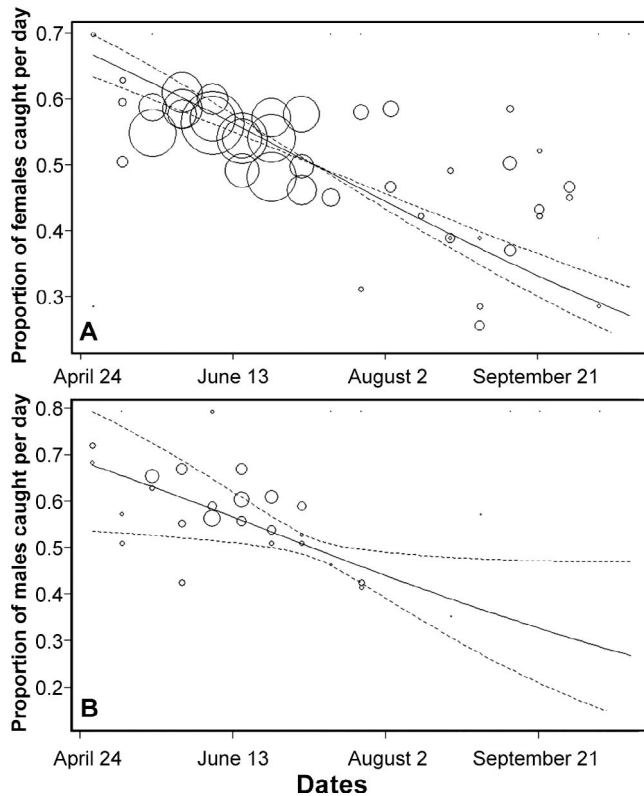 Proportion of females caught per day
0.7
0.6
0.5
0.4
0.3
A
April 24 June 13 August 2 September 21
Proportion of males caught per day
0.8
0.7
0.6
0.5
0.4
0.3
0.2
B
April 24 June 13 August 2 September 21
Dates